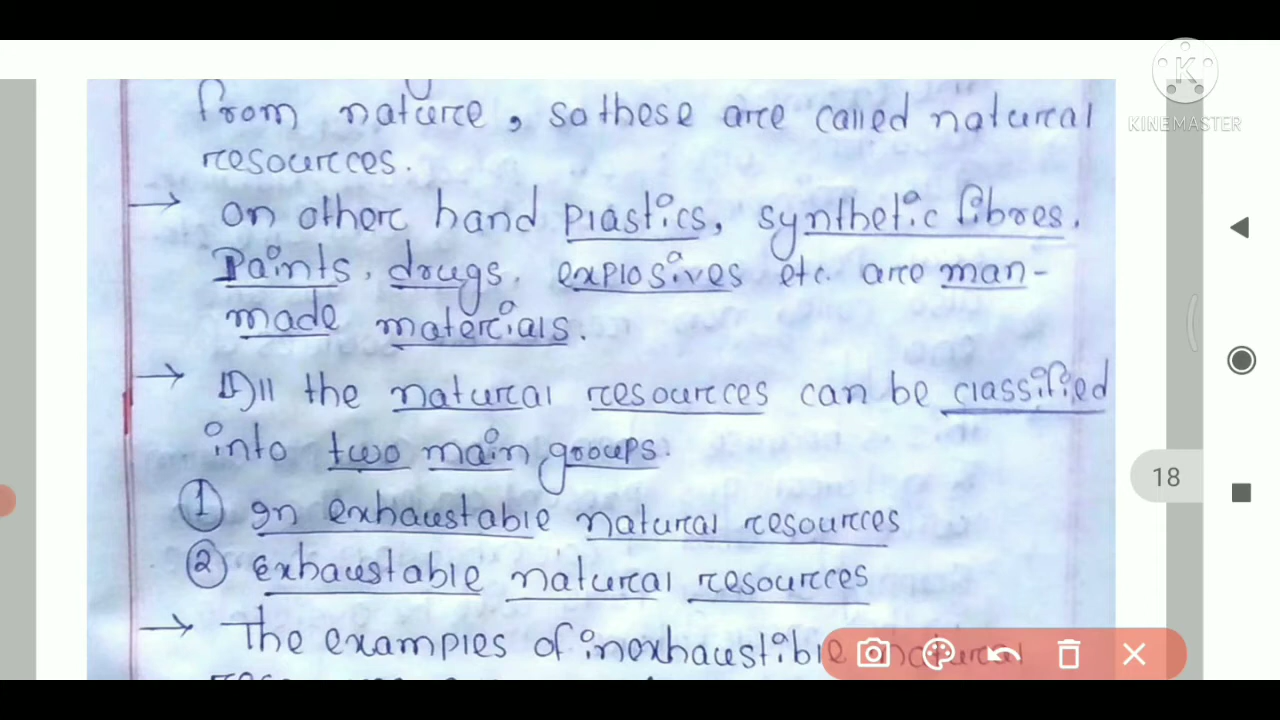 from nature, so these are called natural
resources.
→ on other hand plastics, synthetic fibres.
Paints, drugs, explosives etc. are man-
made materials.
→ All the natural resources can be classified
into two main groups.
① In exhaustable natural resources
② exhaustable natural resources
→ The examples of inexhaustible natural
KINEMASTER
18